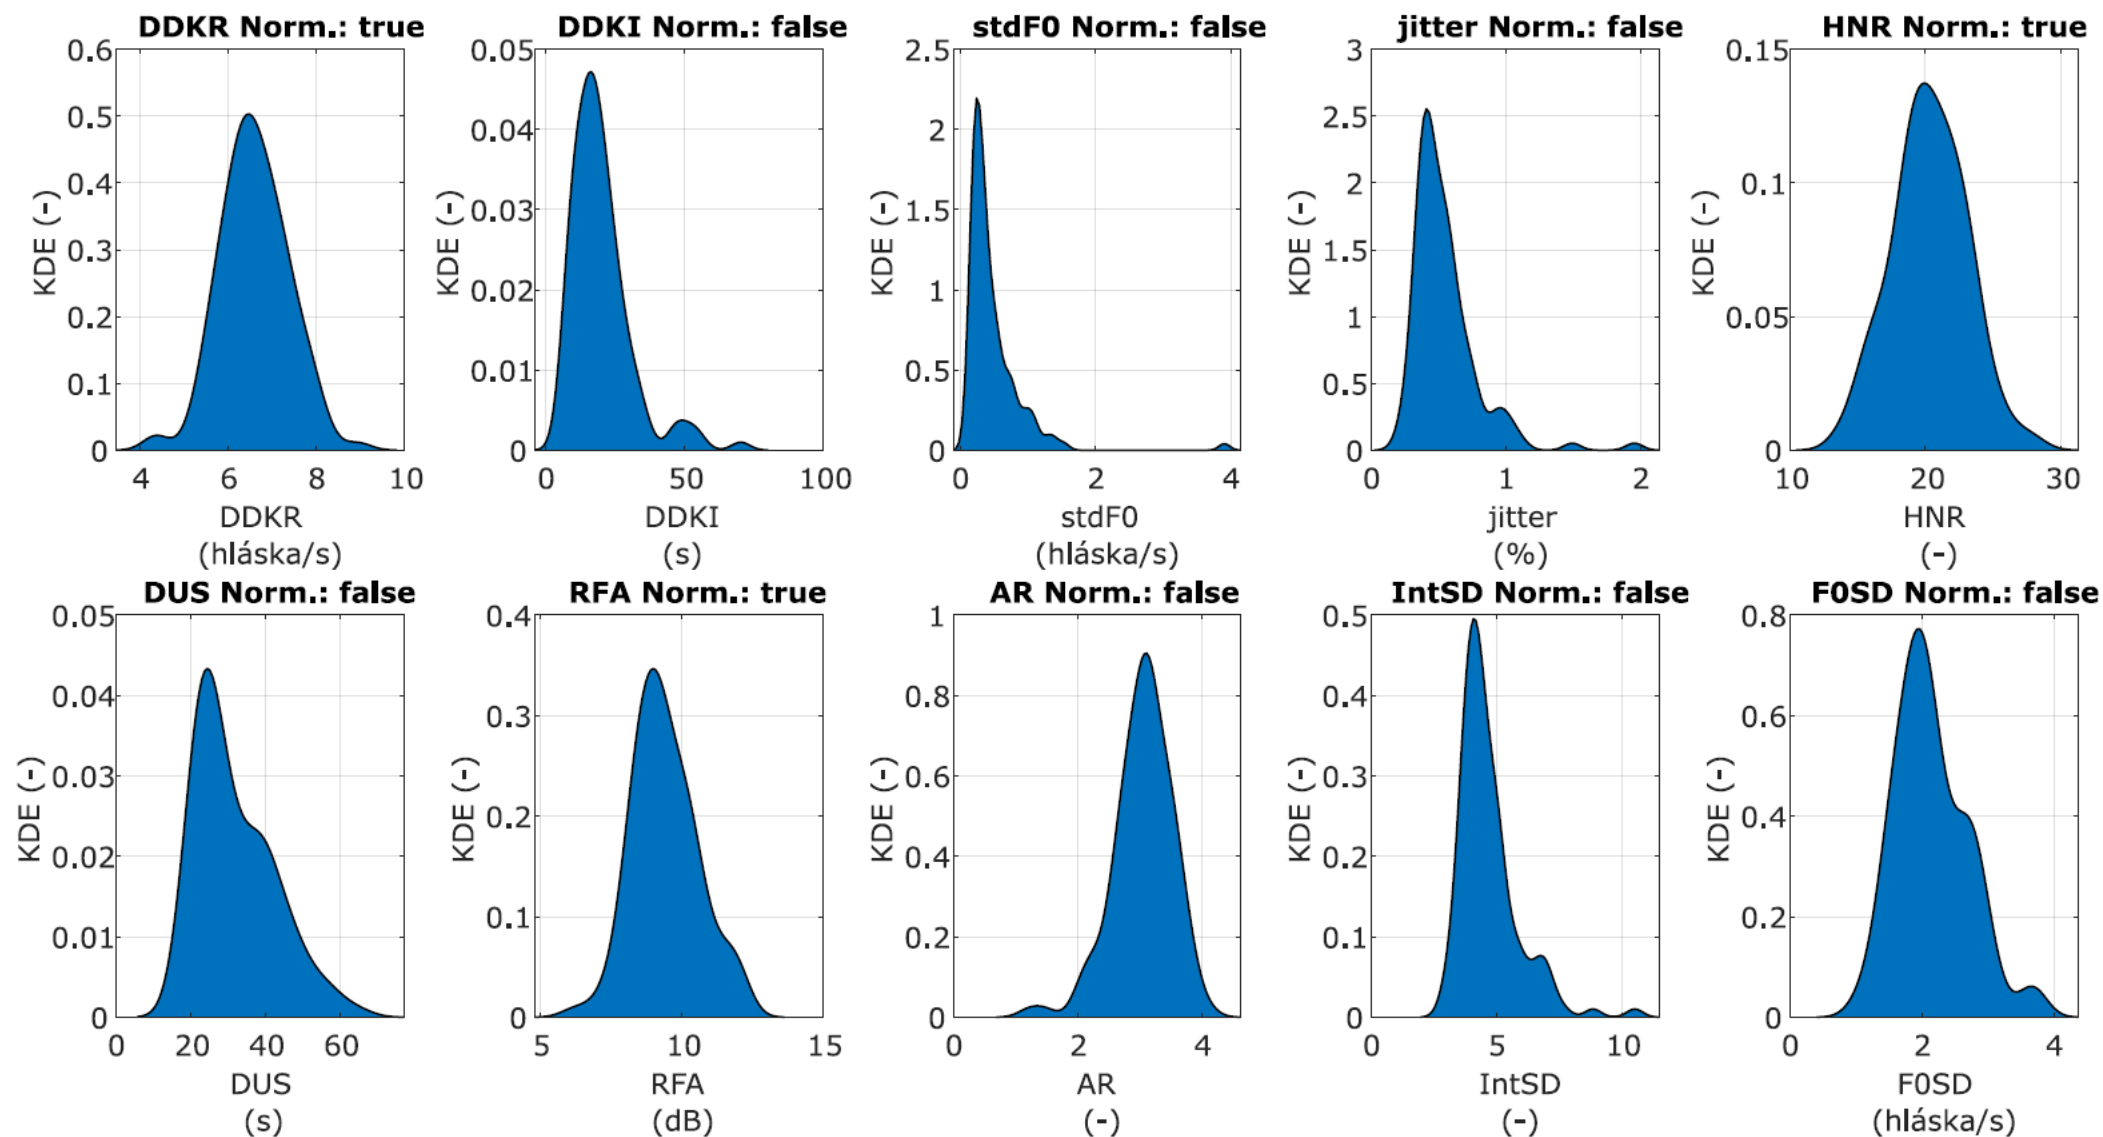 DDKR Norm.: true
0.6
0.5
0.4
0.3
0.2
0.1
0
KDE (-)
4 6 8 10
DDKR
(hláska/s)
DDKI Norm.: false
0.05
0.04
0.03
0.02
0.01
0
KDE (-)
0 50 100
DDKI
(s)
stdF0 Norm.: false
2.5
2
1.5
1
0.5
0
KDE (-)
0 2 4
stdF0
(hláska/s)
jitter Norm.: false
3
2.5
2
1.5
1
0.5
0
KDE (-)
0 1 2
jitter
(%)
HNR Norm.: true
0.15
0.1
0.05
0
KDE (-)
10 20 30
HNR
(-)
DUS Norm.: false
0.05
0.04
0.03
0.02
0.01
0
KDE (-)
0 20 40 60
DUS
(s)
RFA Norm.: true
0.4
0.3
0.2
0.1
0
KDE (-)
5 10 15
RFA
(dB)
AR Norm.: false
1
0.8
0.6
0.4
0.2
0
KDE (-)
0 2 4
AR
(-)
IntSD Norm.: false
0.5
0.4
0.3
0.2
0.1
0
KDE (-)
0 5 10
IntSD
(-)
F0SD Norm.: false
0.8
0.6
0.4
0.2
0
KDE (-)
0 2 4
F0SD
(hláska/s)